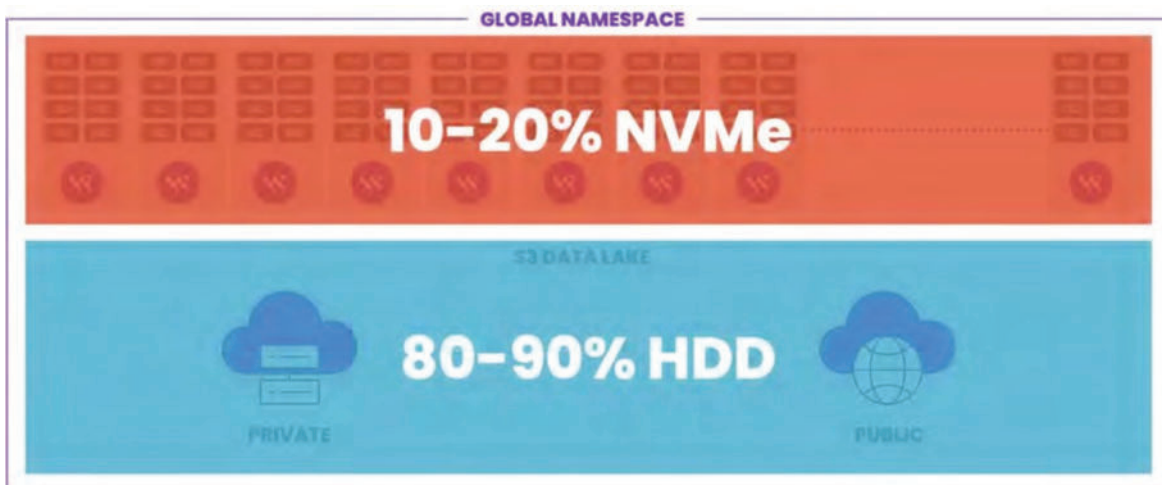 GLOBAL NAMESPACE
10-20% NVMe
S3 DATA LAKE
80-90% HDD
PRIVATE
PUBLIC